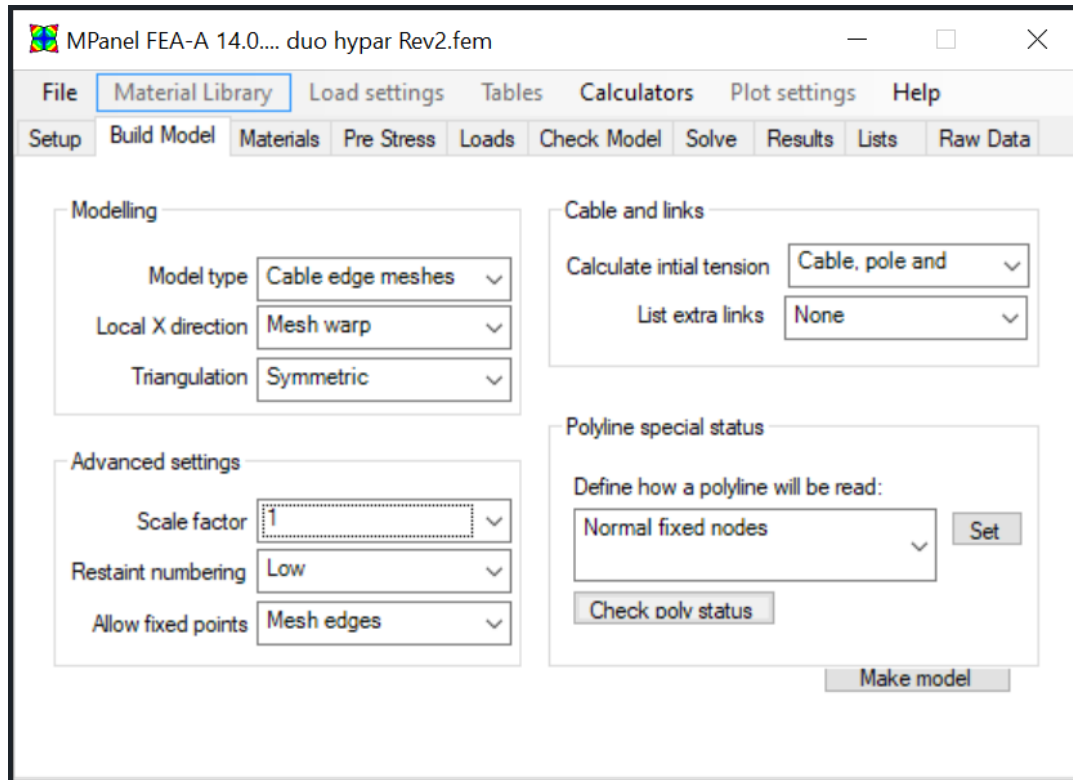 MPanel FEA-A 14.0.... duo hypar Rev2.fem
File Material Library Load settings Tables Calculators Plot settings Help
Setup Build Model Materials Pre Stress Loads Check Model Solve Results Lists Raw Data
Modelling
Model type Cable edge meshes
Local X direction Mesh warp
Triangulation Symmetric
Advanced settings
Scale factor 1
Restaint numbering Low
Allow fixed points Mesh edges
Cable and links
Calculate intial tension Cable, pole and
List extra links None
Polyline special status
Define how a polyline will be read:
Normal fixed nodes Set
Check poly status
Make model